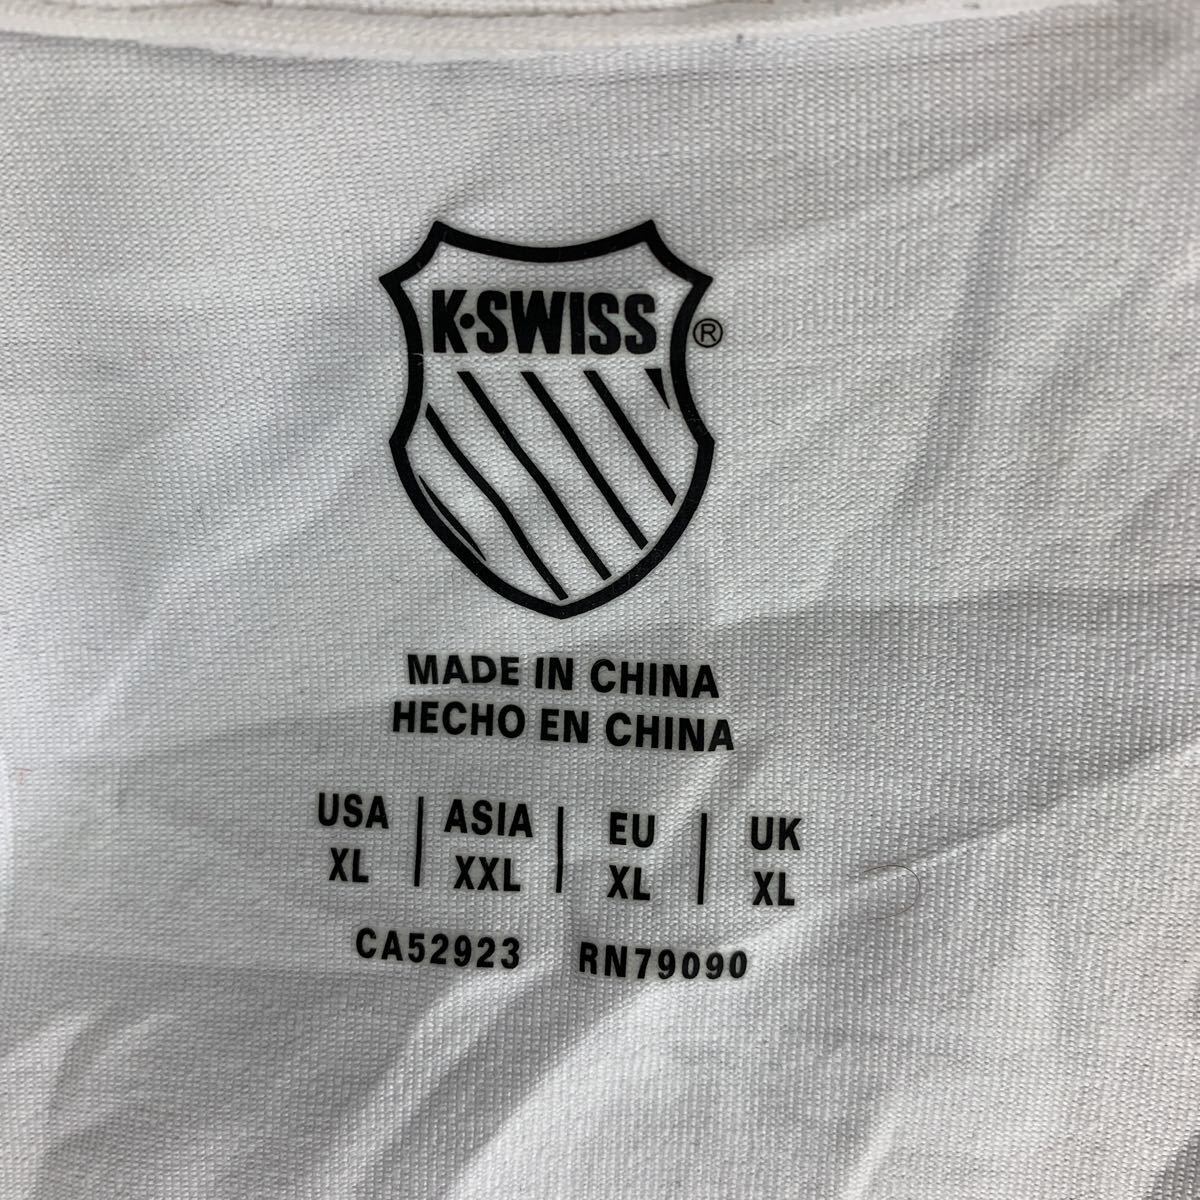 K·SWISS ®
MADE IN CHINA
HECHO EN CHINA
USA | ASIA | EU | UK
XL | XXL | XL | XL
CA52923 RN79090